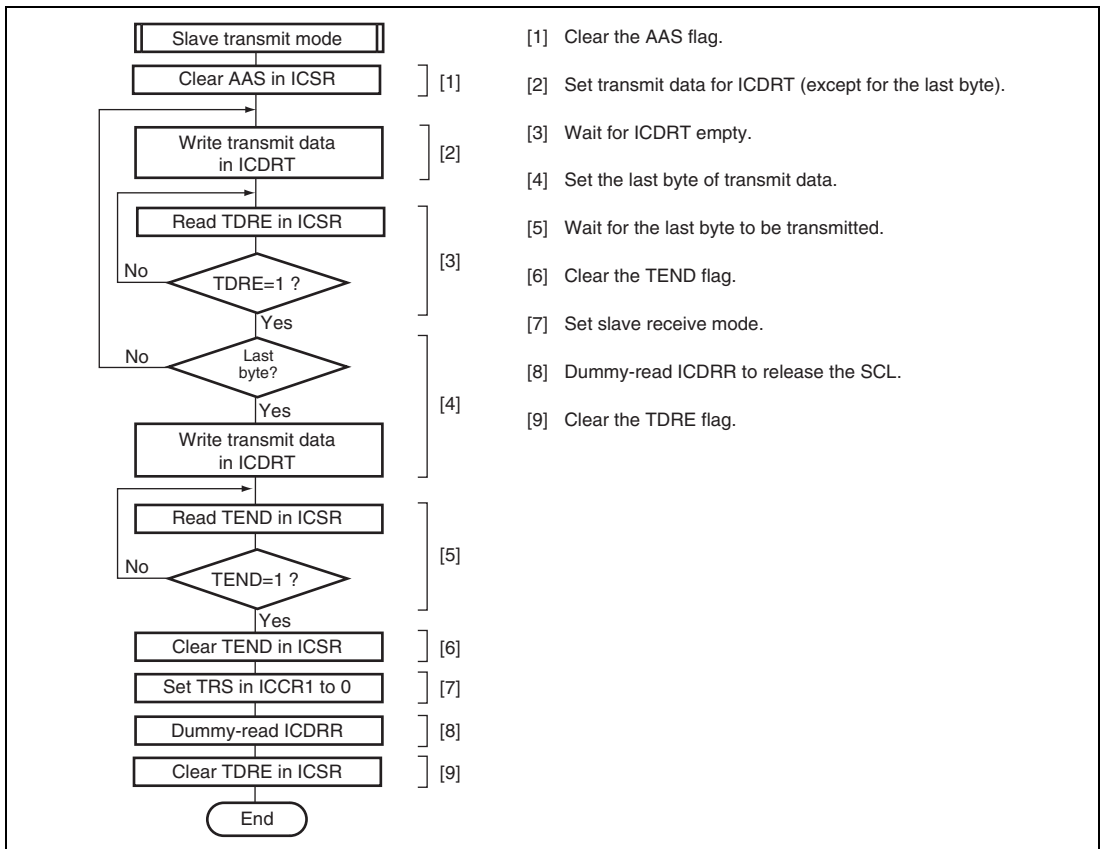 Slave transmit mode
Clear AAS in ICSR
[1]
Write transmit data
in ICDRT
[2]
Read TDRE in ICSR
No
TDRE=1 ?
[3]
Yes
No
Last
byte?
Yes
[4]
Write transmit data
in ICDRT
Read TEND in ICSR
No
TEND=1 ?
[5]
Yes
Clear TEND in ICSR
[6]
Set TRS in ICCR1 to 0
[7]
Dummy-read ICDRR
[8]
Clear TDRE in ICSR
[9]
End
[1] Clear the AAS flag.
[2] Set transmit data for ICDRT (except for the last byte).
[3] Wait for ICDRT empty.
[4] Set the last byte of transmit data.
[5] Wait for the last byte to be transmitted.
[6] Clear the TEND flag.
[7] Set slave receive mode.
[8] Dummy-read ICDRR to release the SCL.
[9] Clear the TDRE flag.